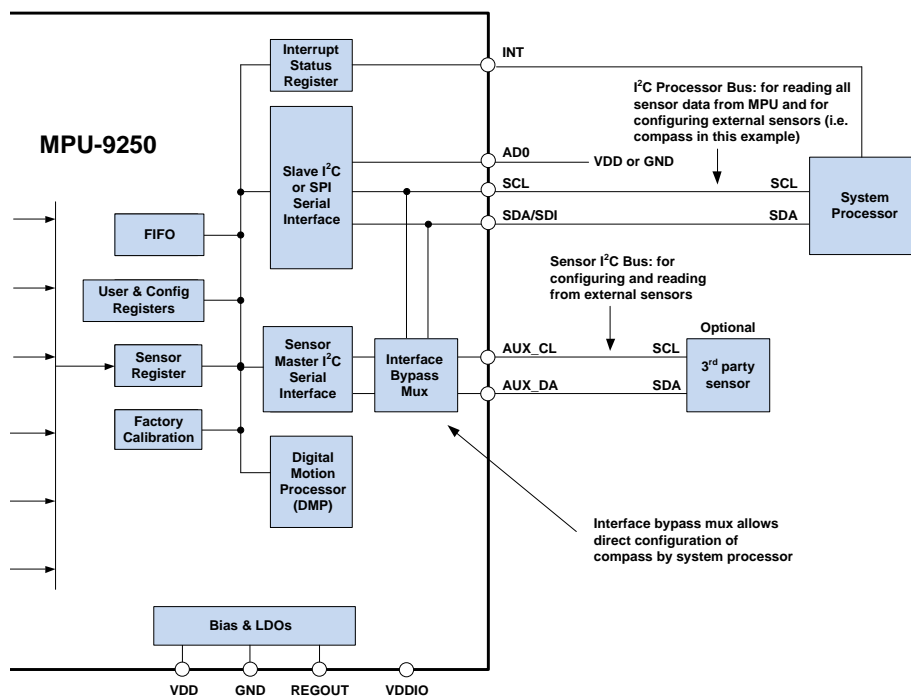 MPU-9250
Interrupt
Status
Register
INT
I²C Processor Bus: for reading all
sensor data from MPU and for
configuring external sensors (i.e.
compass in this example)
Slave I²C
or SPI
Serial
Interface
AD0
VDD or GND
SCL
SCL
SDA/SDI
SDA
System
Processor
FIFO
User & Config
Registers
Sensor I²C Bus: for
configuring and reading
from external sensors
Sensor
Register
Sensor
Master I²C
Serial
Interface
Interface
Bypass
Mux
AUX_CL
SCL
AUX_DA
SDA
Optional
3rd party
sensor
Factory
Calibration
Digital
Motion
Processor
(DMP)
Interface bypass mux allows
direct configuration of
compass by system processor
Bias & LDOs
VDD
GND
REGOUT
VDDIO